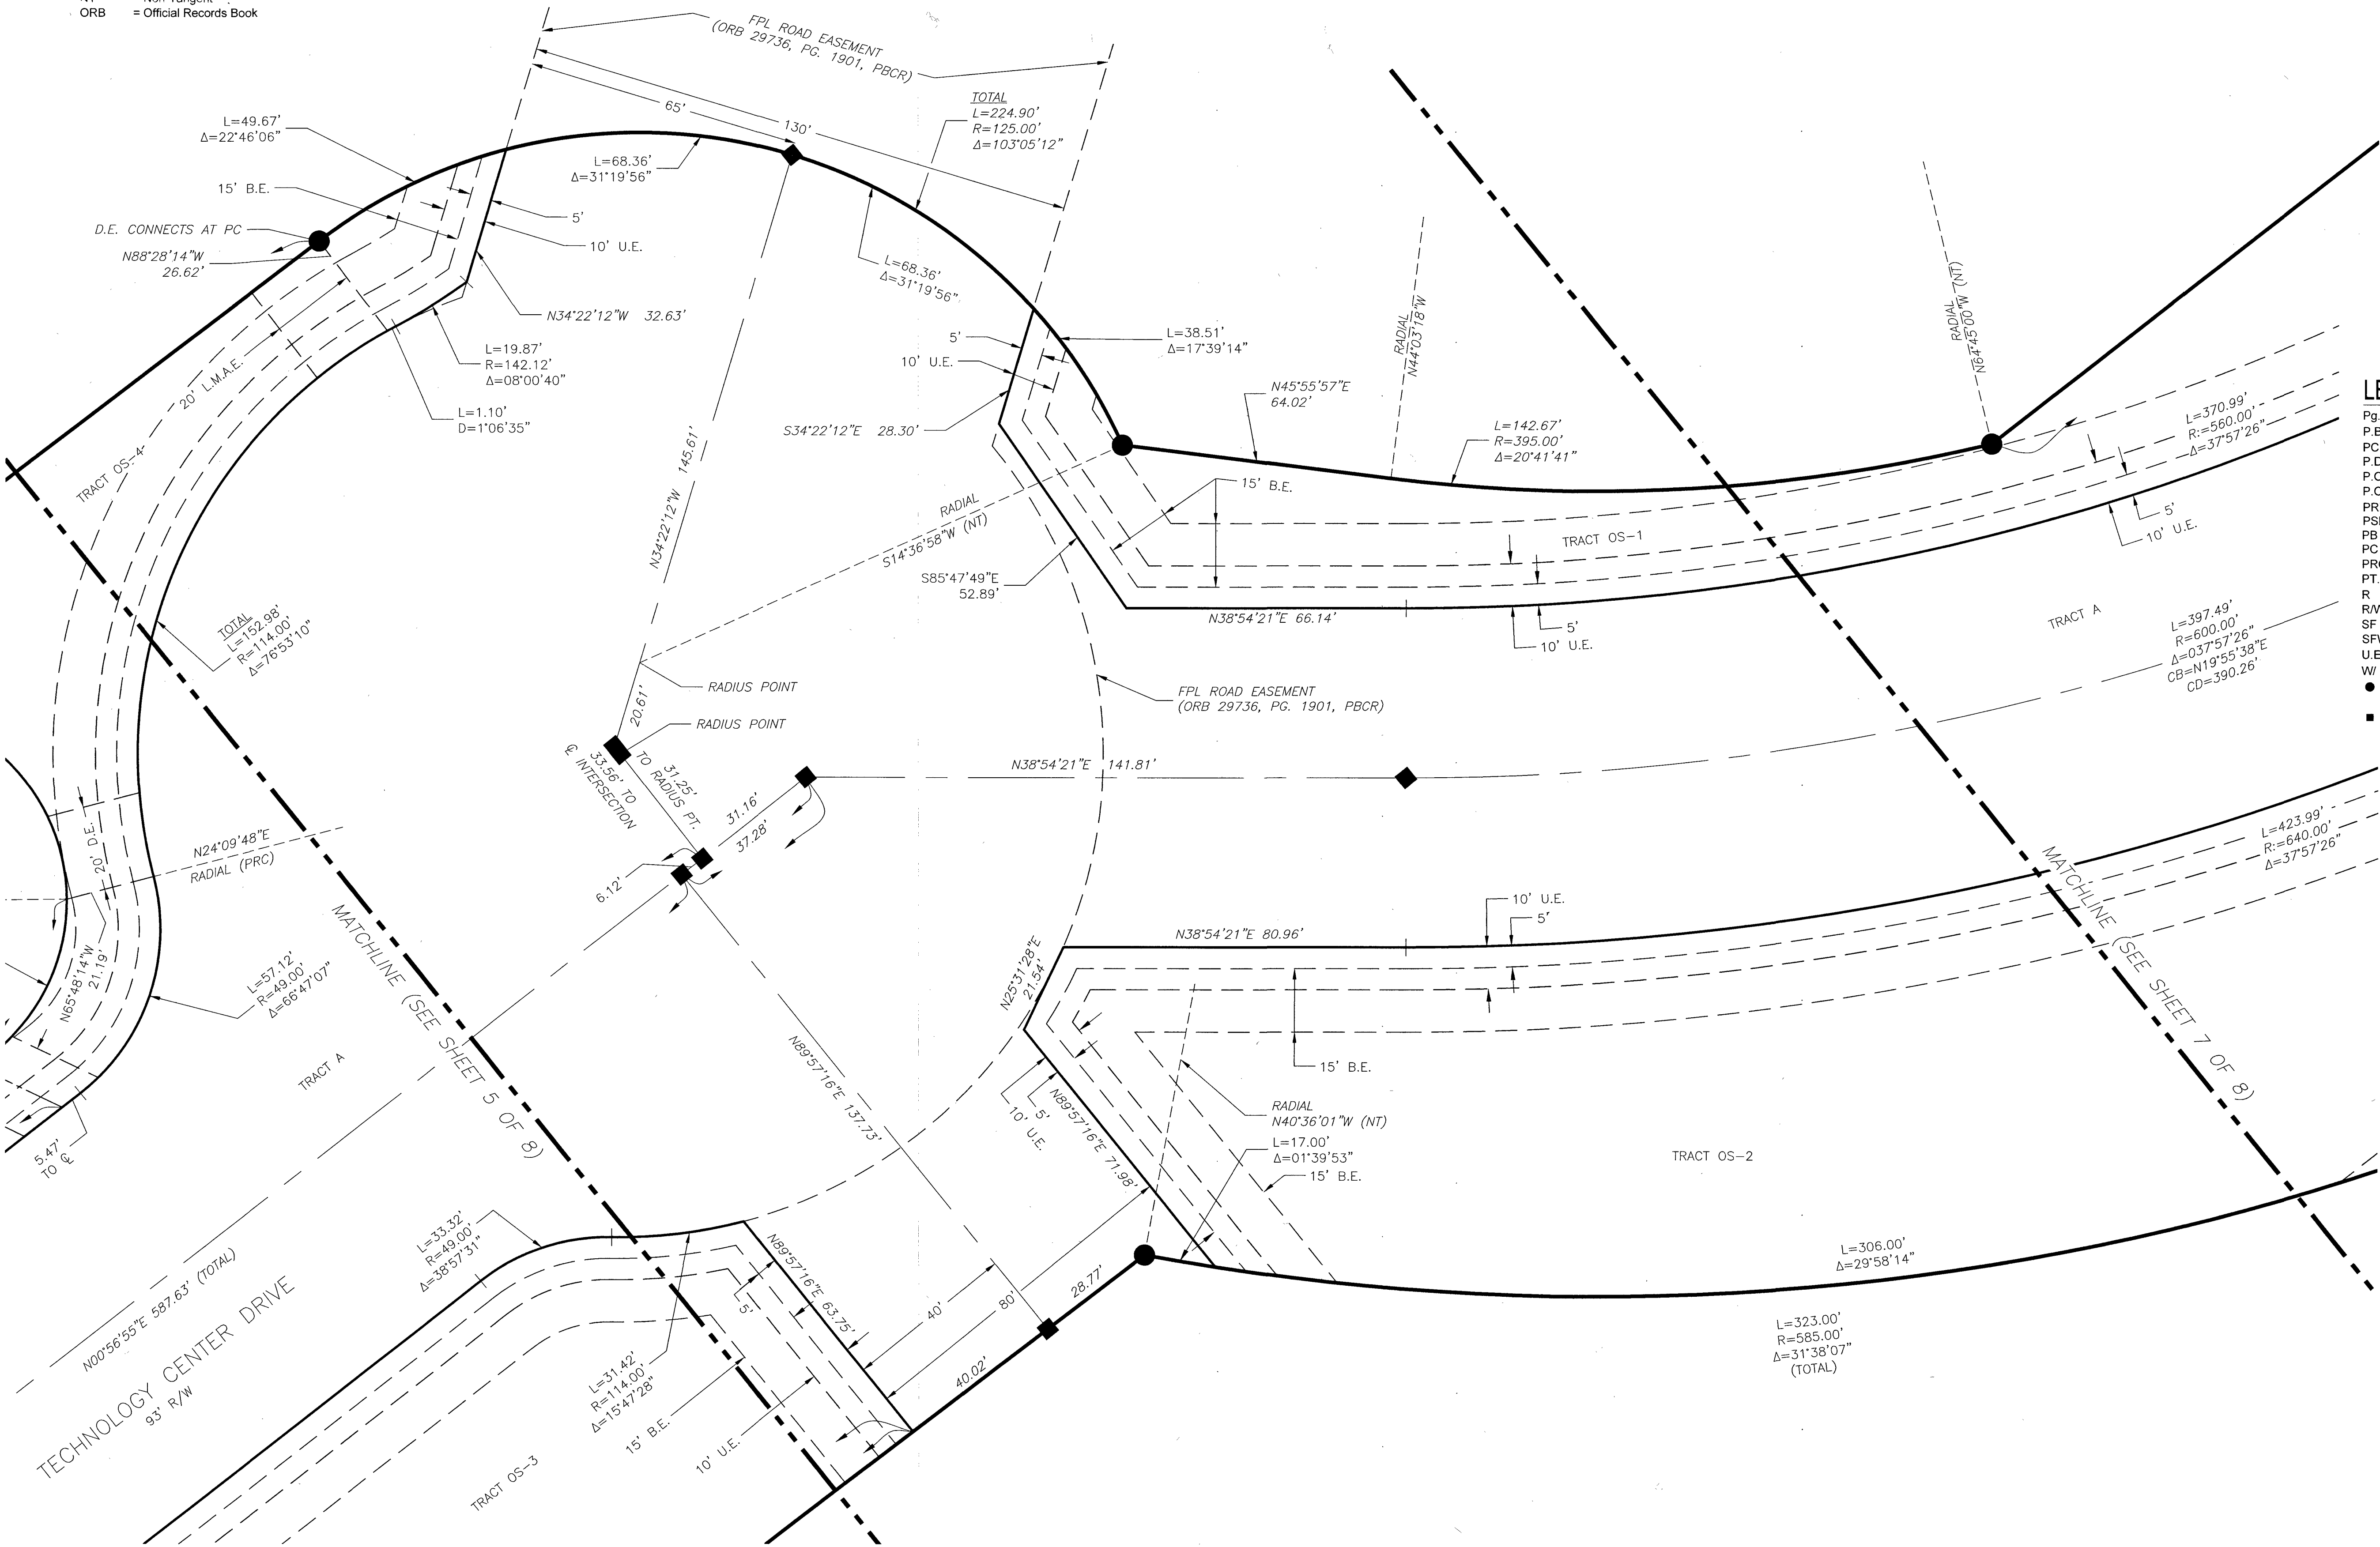 ORB = Official Records Book
FPL ROAD EASEMENT
(ORB 29736, PG. 1901, PBCR)
65'
130'
TOTAL
L=224.90'
R=125.00'
Δ=103°05'12"
L=49.67'
Δ=22°46'06"
L=68.36'
Δ=31°19'56"
15' B.E.
5'
10' U.E.
D.E. CONNECTS AT PC
N88°28'14"W
26.62'
L=68.36'
Δ=31°19'56"
N34°22'12"W 32.63'
L=19.87'
R=142.12'
Δ=08°00'40"
L=1.10'
D=1°06'35"
20' L.M.A.E.
TRACT OS-4
5'
10' U.E.
L=38.51'
Δ=17°39'14"
S34°22'12"E 28.30'
N45°55'57"E
64.02'
RADIAL
N44°03'18"W
L=142.67'
R=395.00'
Δ=20°41'41"
RADIAL
N64°45'00"W (NT)
L=370.99'
R:=560.00'
Δ=37°57'26"
5'
10' U.E.
15' B.E.
TRACT OS-1
N34°22'12"W 145.61'
RADIAL
S14°36'58"W (NT)
S85°47'49"E
52.89'
N38°54'21"E 66.14'
5'
10' U.E.
TRACT A
L=397.49'
R=600.00'
Δ=037°57'26"
CB=N19°55'38"E
CD=390.26'
TOTAL
L=152.98'
R=114.00'
Δ=76°53'10"
RADIUS POINT
20.61'
RADIUS POINT
FPL ROAD EASEMENT
(ORB 29736, PG. 1901, PBCR)
33.56' TO
℄ INTERSECTION
31.25'
TO RADIUS PT.
31.16'
37.28'
6.12'
N38°54'21"E 141.81'
20' D.E.
N24°09'48"E
RADIAL (PRC)
N65°48'14"W
21.19'
L=57.12'
R=49.00'
Δ=66°47'07"
MATCHLINE (SEE SHEET 5 OF 8)
TRACT A
5.47'
TO ℄
N89°57'16"E 137.73'
N25°31'28"E
21.54'
N38°54'21"E 80.96'
10' U.E.
5'
15' B.E.
L=423.99'
R:=640.00'
Δ=37°57'26"
MATCHLINE (SEE SHEET 7 OF 8)
10' U.E.
5'
N89°57'16"E 71.98'
RADIAL
N40°36'01"W (NT)
L=17.00'
Δ=01°39'53"
15' B.E.
TRACT OS-2
L=306.00'
Δ=29°58'14"
L=323.00'
R=585.00'
Δ=31°38'07"
(TOTAL)
L=33.32'
R=49.00'
Δ=38°57'31"
N89°57'16"E 63.75'
5'
40'
80'
28.77'
40.02'
L=31.42'
R=114.00'
Δ=15°47'28"
15' B.E.
10' U.E.
N00°56'55"E 587.63' (TOTAL)
TECHNOLOGY CENTER DRIVE
93' R/W
TRACT OS-3
LE
Pg.
P.B
PC
PR
PB
PC
PT.
R
R/W
SF
U.E
W/